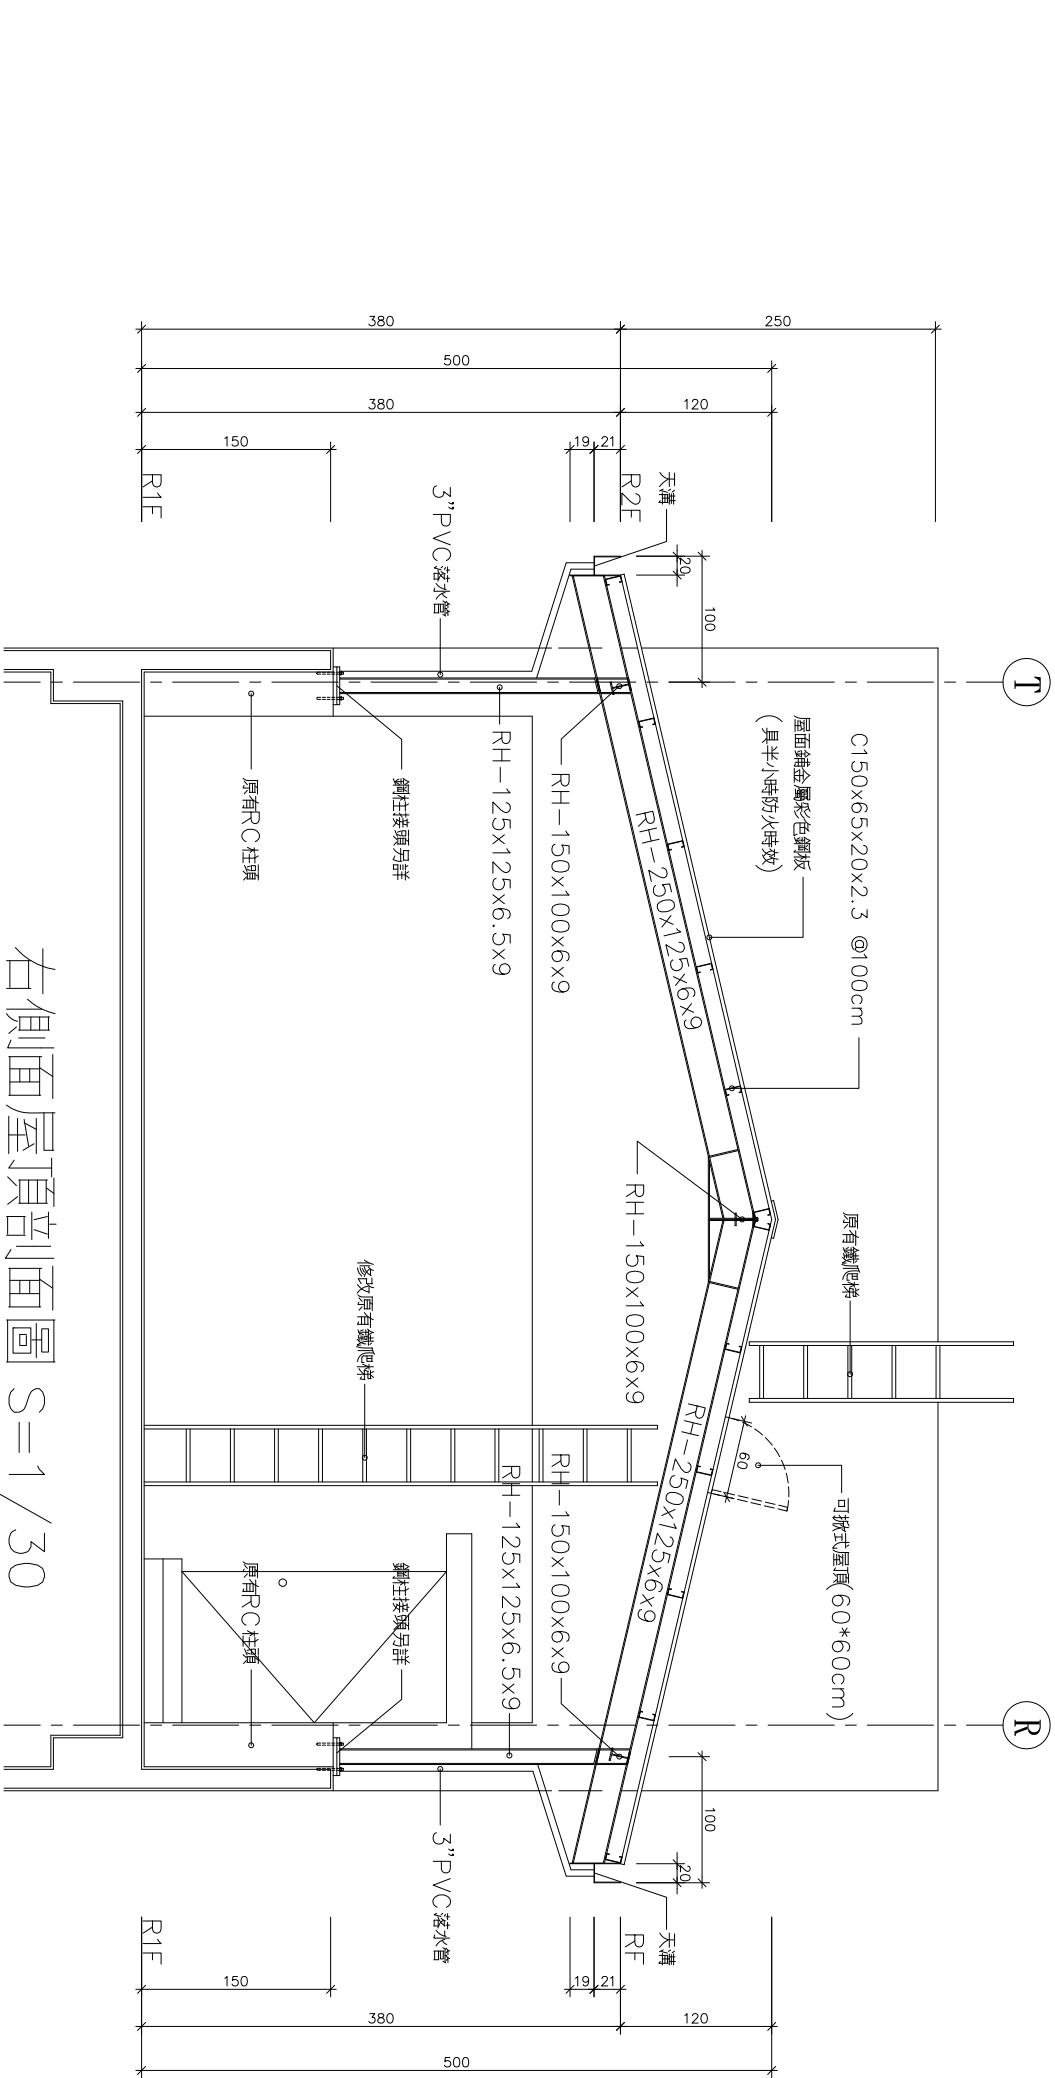 T
R
250
380
500
120
380
150
19
21
R2F
R1F
天溝
20
100
3"PVC落水管
C150x65x20x2.3 @100cm
屋面鋪金屬彩色鋼板
(具半小時防火時效)
RH-250x125x6x9
RH-150x100x6x9
RH-125x125x6.5x9
鋼柱接頭另詳
原有RC柱頭
RH-150x100x6x9
原有鐵爬梯
修改原有鐵爬梯
60
可掀式屋頂(60*60cm)
RH-250x125x6x9
RH-150x100x6x9
RH-125x125x6.5x9
鋼柱接頭另詳
原有RC柱頭
100
20
天溝
3"PVC落水管
RF
R1F
19
21
150
120
380
500
右側面屋頂剖面圖 S=1/30